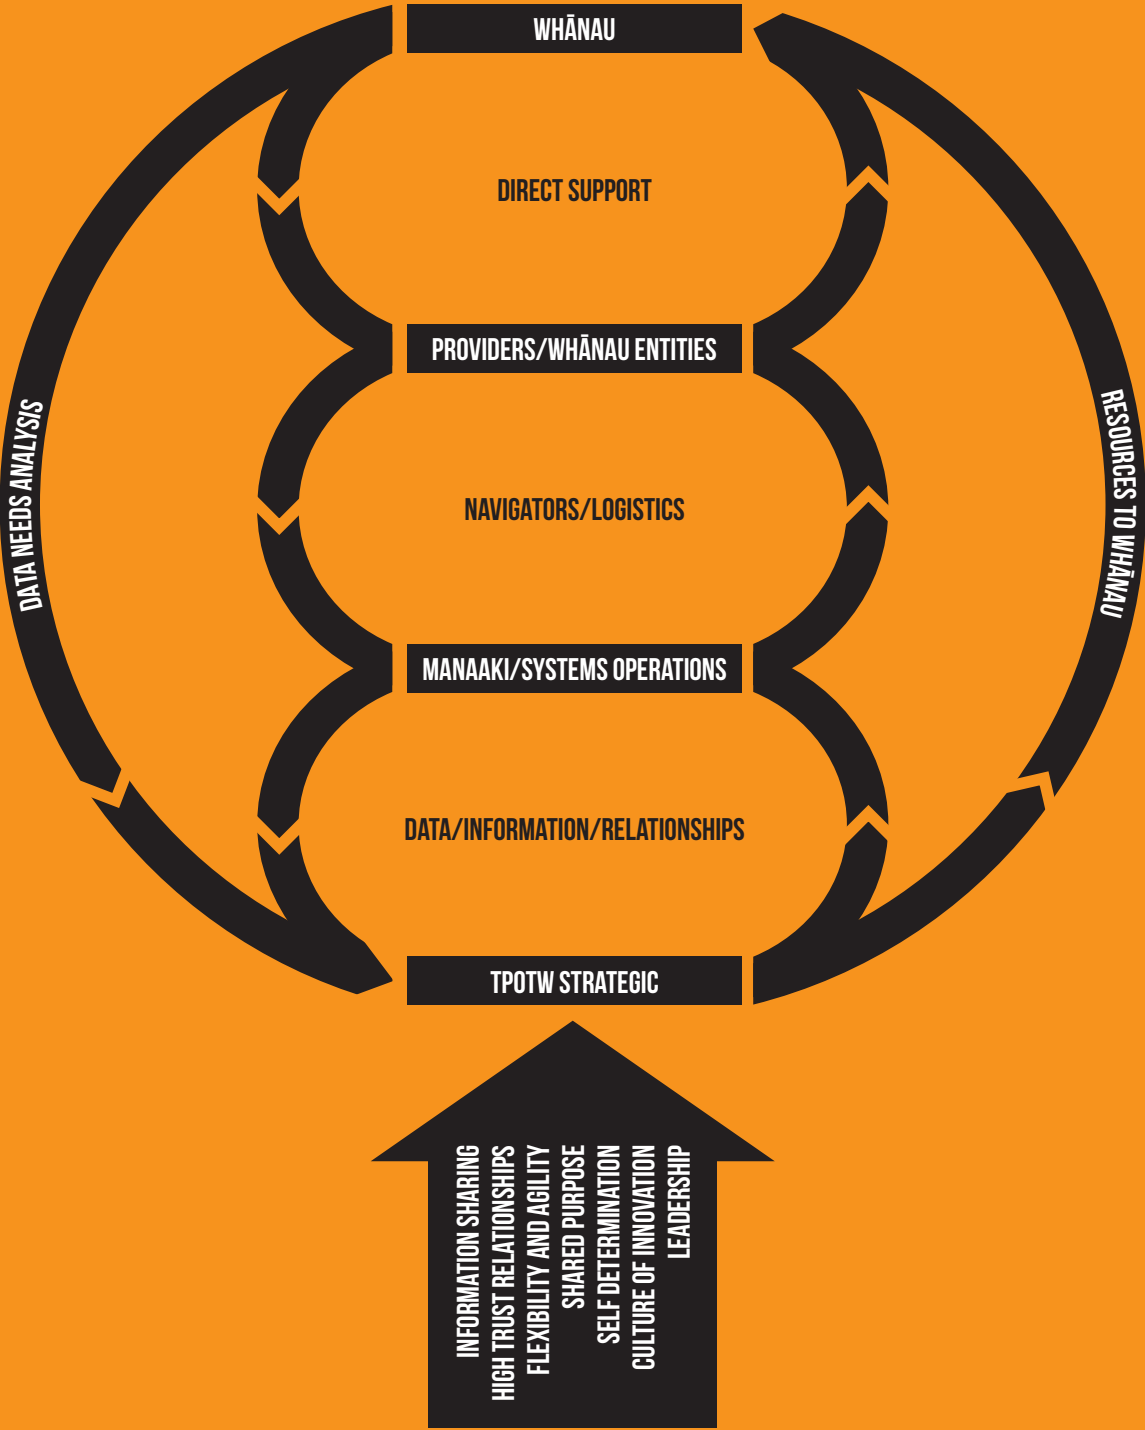 WHĀNAU
DIRECT SUPPORT
PROVIDERS/WHĀNAU ENTITIES
DATA NEEDS ANALYSIS
RESOURCES TO WHĀNAU
NAVIGATORS/LOGISTICS
MANAAKI/SYSTEMS OPERATIONS
DATA/INFORMATION/RELATIONSHIPS
TPOTW STRATEGIC
INFORMATION SHARING
HIGH TRUST RELATIONSHIPS
FLEXIBILITY AND AGILITY
SHARED PURPOSE
SELF DETERMINATION
CULTURE OF INNOVATION
LEADERSHIP